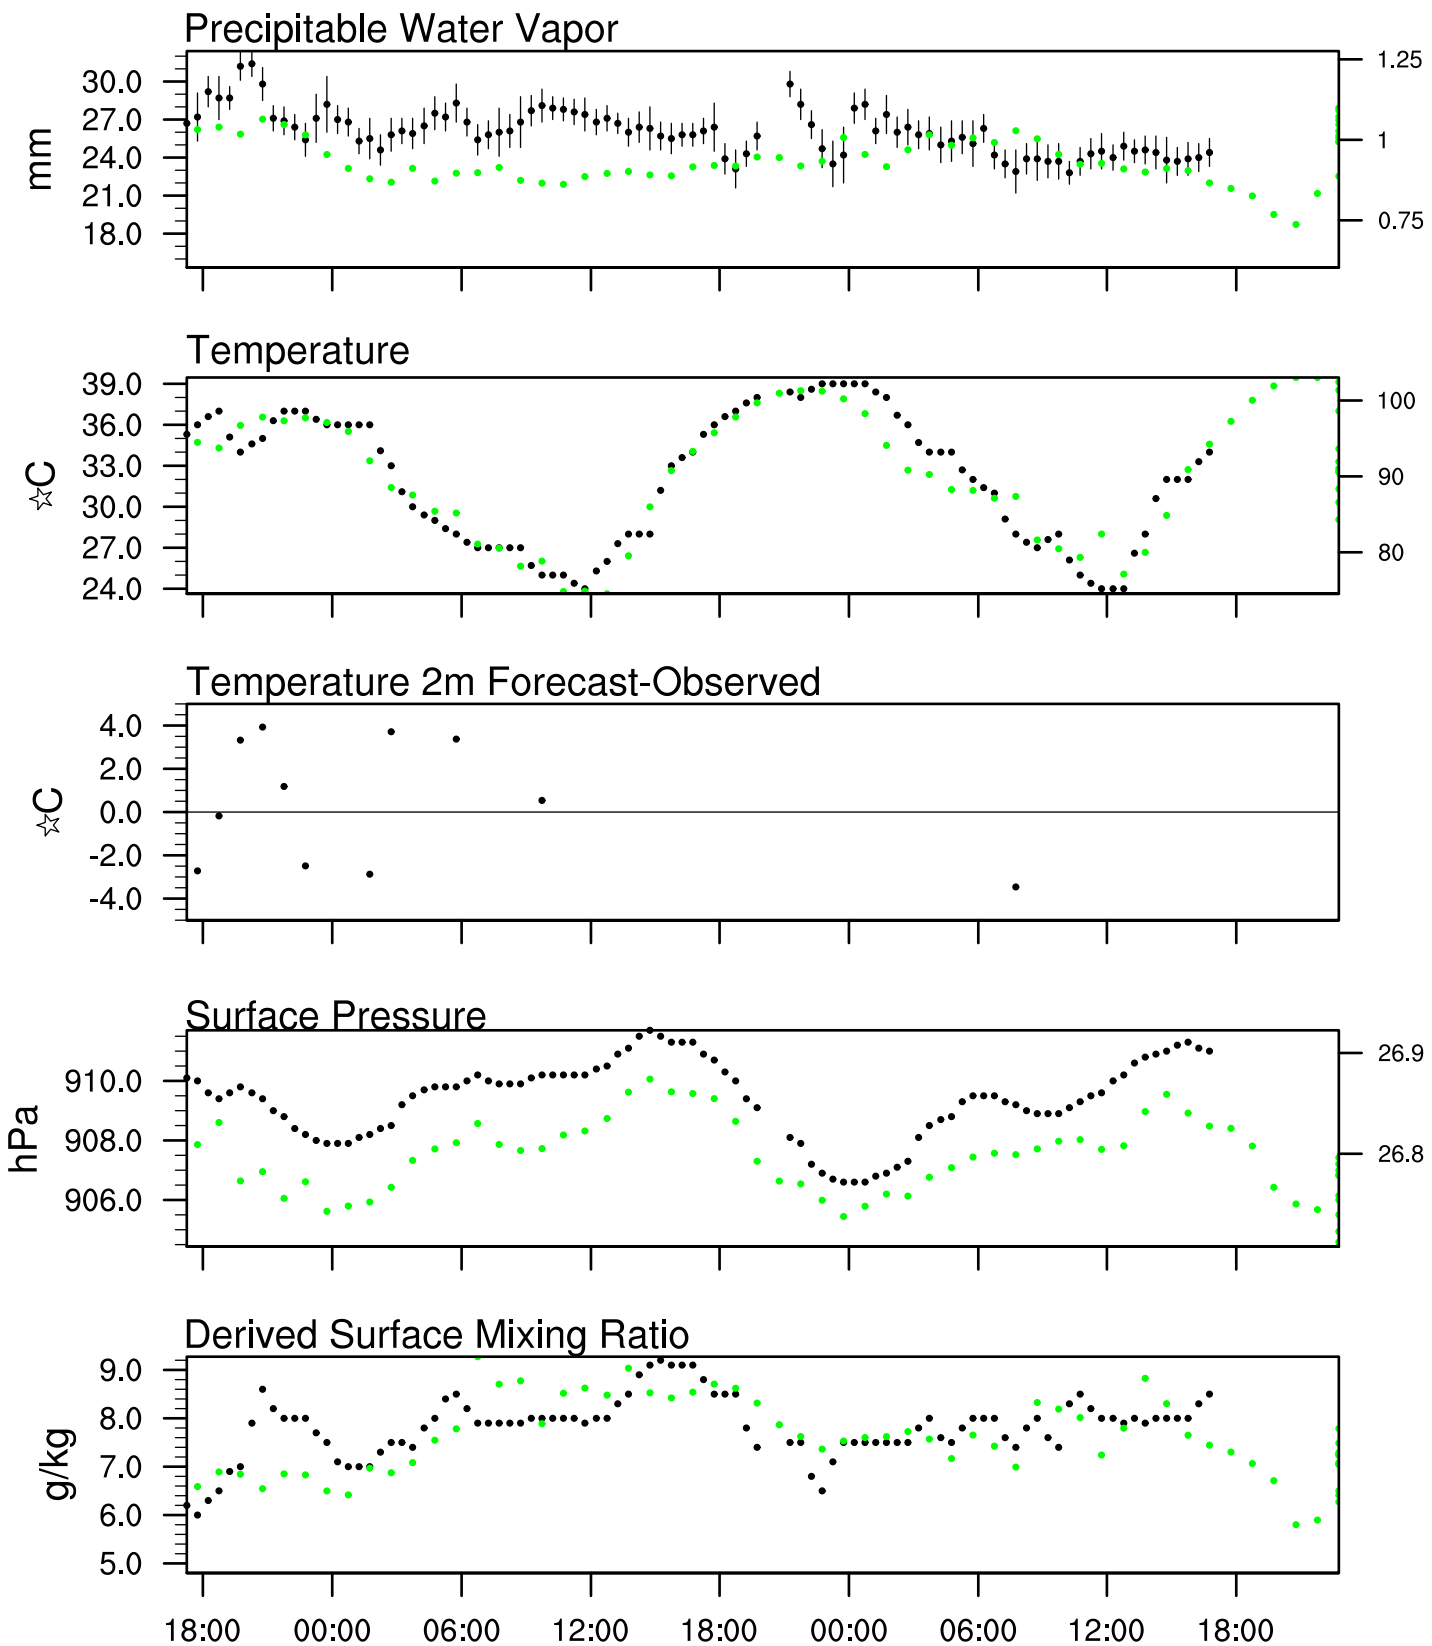 Precipitable Water Vapor
30.0
27.0
24.0
21.0
18.0
mm
1.25
1
0.75
Temperature
39.0
36.0
33.0
30.0
27.0
24.0
☆C
100
90
80
Temperature 2m Forecast-Observed
4.0
2.0
0.0
-2.0
-4.0
☆C
Surface Pressure
910.0
908.0
906.0
hPa
26.9
26.8
Derived Surface Mixing Ratio
9.0
8.0
7.0
6.0
5.0
g/kg
18:00 00:00 06:00 12:00 18:00 00:00 06:00 12:00 18:00